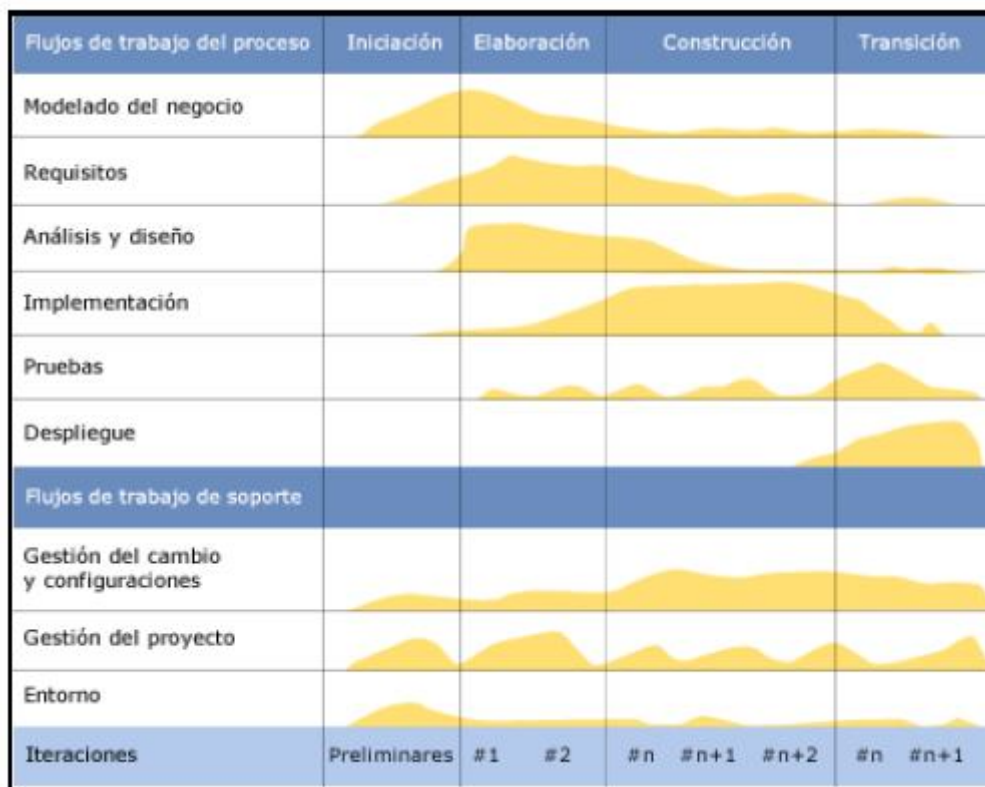 Flujos de trabajo del proceso Iniciación Elaboración Construcción Transición
Modelado del negocio
Requisitos
Análisis y diseño
Implementación
Pruebas
Despliegue
Flujos de trabajo de soporte
Gestión del cambio
y configuraciones
Gestión del proyecto
Entorno
Iteraciones Preliminares #1 #2 #n #n+1 #n+2 #n #n+1